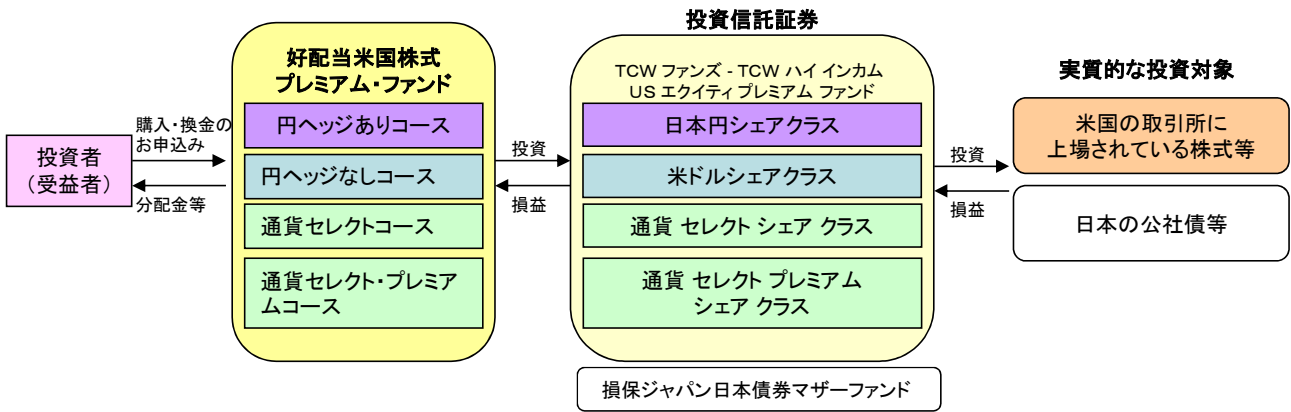 投資者
（受益者）
購入・換金の
お申込み
分配金等
好配当米国株式
プレミアム・ファンド
円ヘッジありコース
円ヘッジなしコース
通貨セレクトコース
通貨セレクト・プレミア
ムコース
投資
損益
投資信託証券
TCW ファンズ - TCW ハイ インカム
US エクイティ プレミアム ファンド
日本円シェアクラス
米ドルシェアクラス
通貨 セレクト シェア クラス
通貨 セレクト プレミアム
シェア クラス
損保ジャパン日本債券マザーファンド
投資
損益
実質的な投資対象
米国の取引所に
上場されている株式等
日本の公社債等